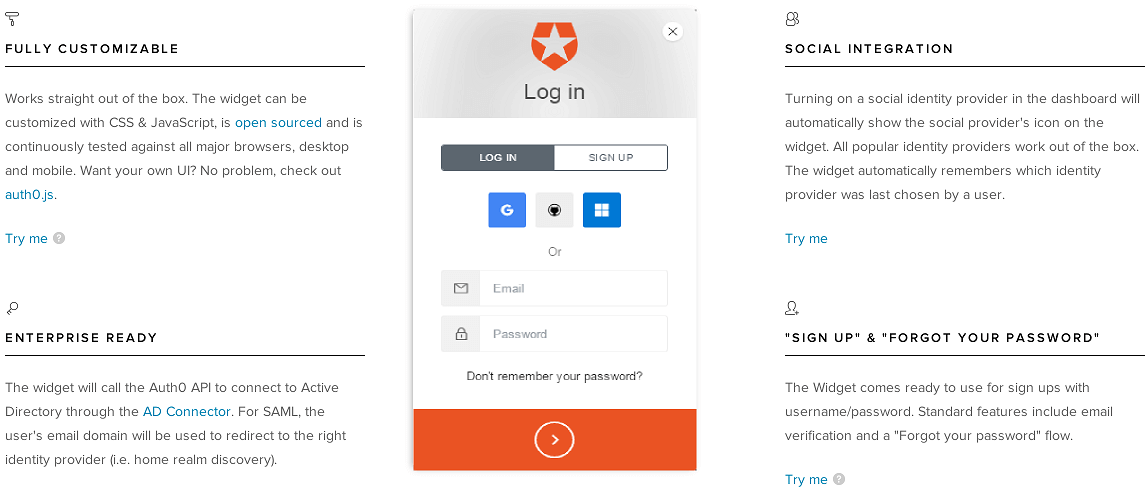 FULLY CUSTOMIZABLE
Works straight out of the box. The widget can be
customized with CSS & JavaScript, is open sourced and is
continuously tested against all major browsers, desktop
and mobile. Want your own UI? No problem, check out
auth0.js.
Try me ?
ENTERPRISE READY
The widget will call the Auth0 API to connect to Active
Directory through the AD Connector. For SAML, the
user's email domain will be used to redirect to the right
identity provider (i.e. home realm discovery).
Log in
LOG IN
SIGN UP
G
Or
Email
Password
Don't remember your password?
SOCIAL INTEGRATION
Turning on a social identity provider in the dashboard will
automatically show the social provider's icon on the
widget. All popular identity providers work out of the box.
The widget automatically remembers which identity
provider was last chosen by a user.
Try me
"SIGN UP" & "FORGOT YOUR PASSWORD"
The Widget comes ready to use for sign ups with
username/password. Standard features include email
verification and a "Forgot your password" flow.
Try me ?